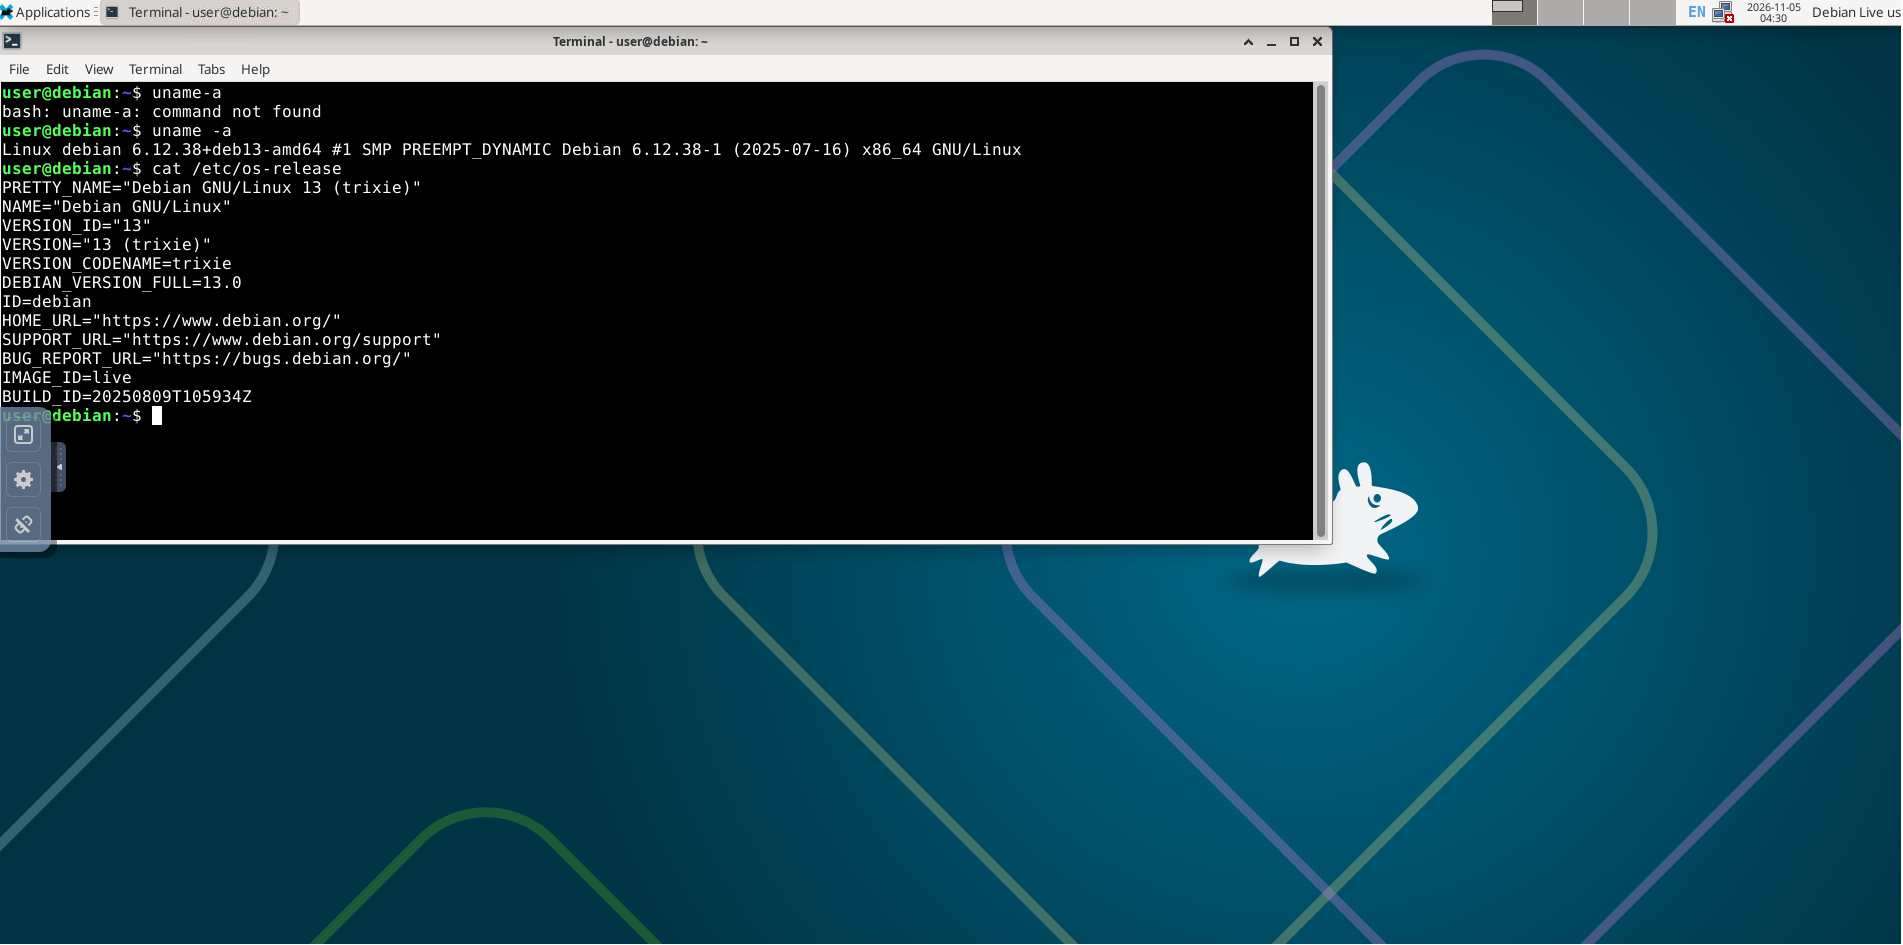 Applications
Terminal - user@debian: ~
EN
2026-11-05
04:30
Debian Live us
Terminal - user@debian: ~
File Edit View Terminal Tabs Help
user@debian:~$ uname-a
bash: uname-a: command not found
user@debian:~$ uname -a
Linux debian 6.12.38+deb13-amd64 #1 SMP PREEMPT_DYNAMIC Debian 6.12.38-1 (2025-07-16) x86_64 GNU/Linux
user@debian:~$ cat /etc/os-release
PRETTY_NAME="Debian GNU/Linux 13 (trixie)"
NAME="Debian GNU/Linux"
VERSION_ID="13"
VERSION="13 (trixie)"
VERSION_CODENAME=trixie
DEBIAN_VERSION_FULL=13.0
ID=debian
HOME_URL="https://www.debian.org/"
SUPPORT_URL="https://www.debian.org/support"
BUG_REPORT_URL="https://bugs.debian.org/"
IMAGE_ID=live
BUILD_ID=20250809T105934Z
user@debian:~$